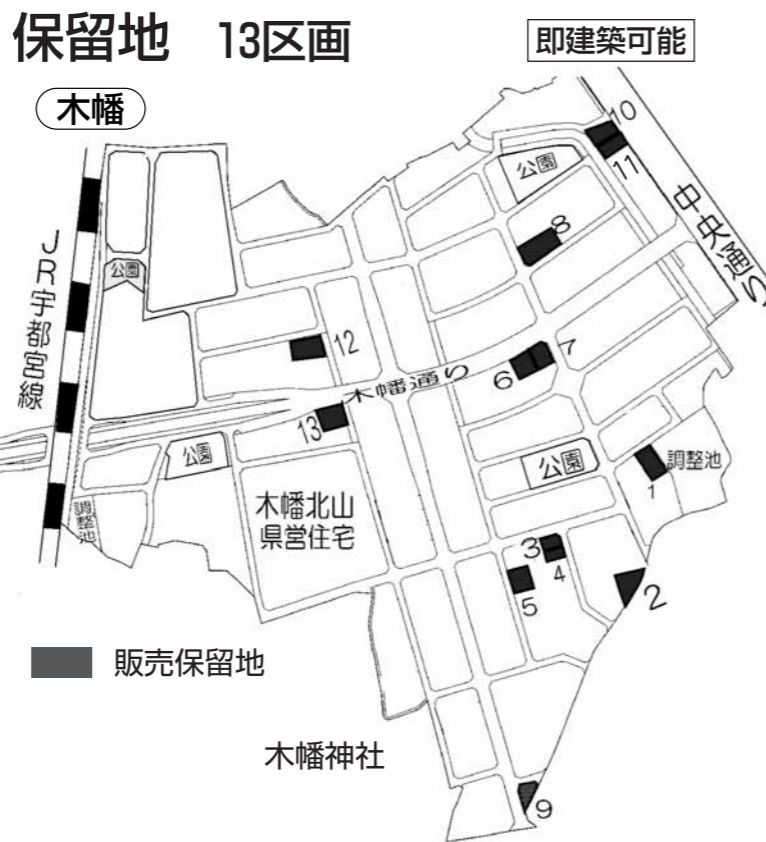 保留地 13区画
即建築可能
木幡
10
11
公園
中央通り
8
JR宇都宮線
公園
12
7
6
木幡通り
13
公園
公園
調整池
1
木幡北山
県営住宅
調整池
3
4
5
2
販売保留地
木幡神社
9